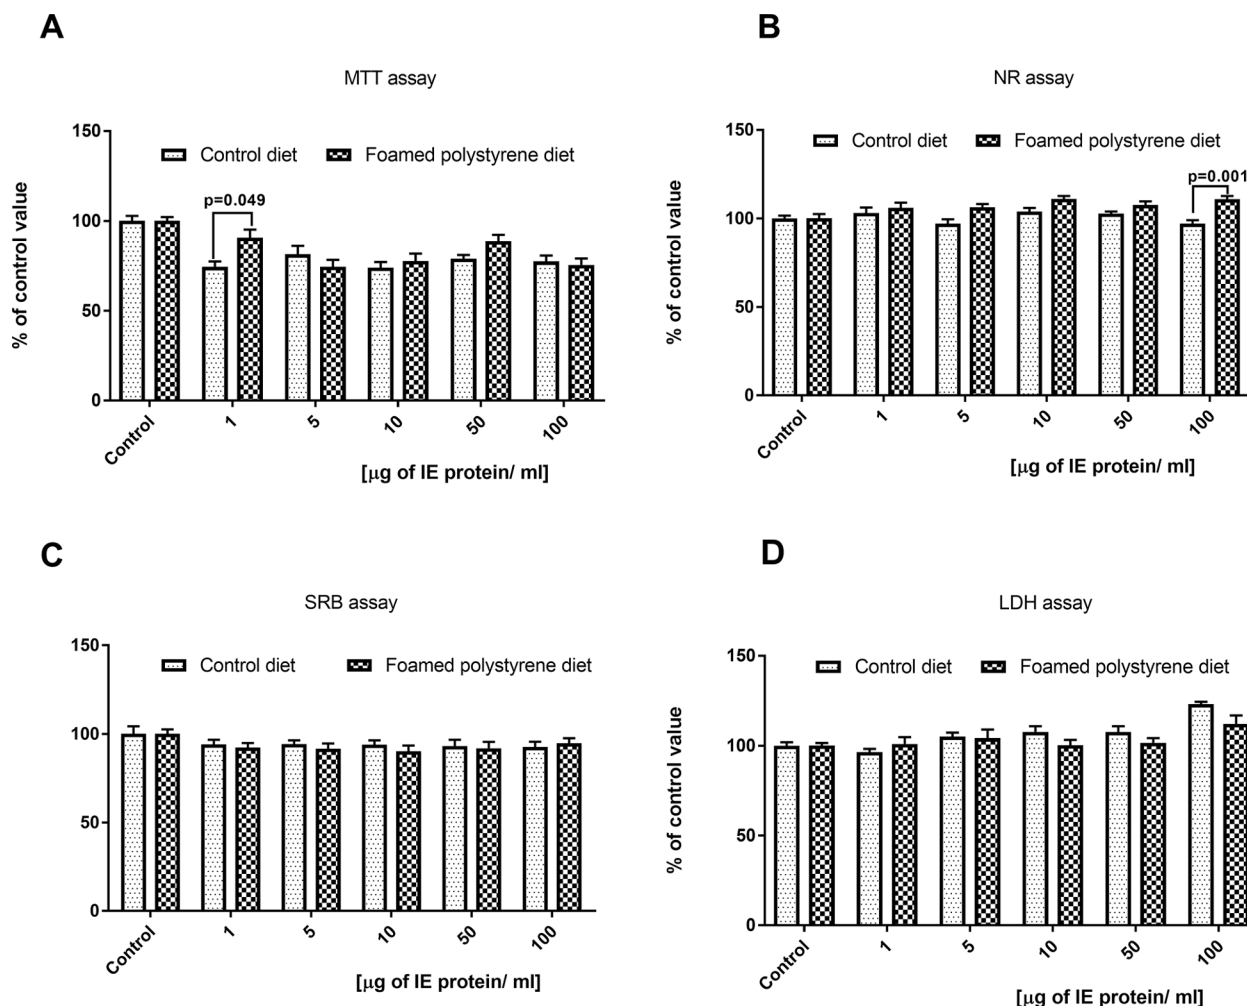 A
MTT assay
150
100
50
0
% of control value
Control diet
Foamed polystyrene diet
p=0.049
Control
1
5
10
50
100
[µg of IE protein/ ml]
B
NR assay
150
100
50
0
% of control value
Control diet
Foamed polystyrene diet
p=0.001
Control
1
5
10
50
100
[µg of IE protein/ ml]
C
SRB assay
150
100
50
0
Control diet
Foamed polystyrene diet
Control
1
5
10
50
100
[µg of IE protein/ ml]
D
LDH assay
150
100
50
0
% of control value
Control diet
Foamed polystyrene diet
Control
1
5
10
50
100
[µg of IE protein/ ml]